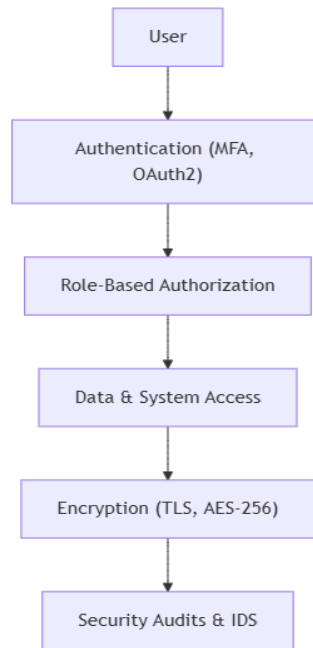 User
Authentication (MFA,
OAuth2)
Role-Based Authorization
Data & System Access
Encryption (TLS, AES-256)
Security Audits & IDS